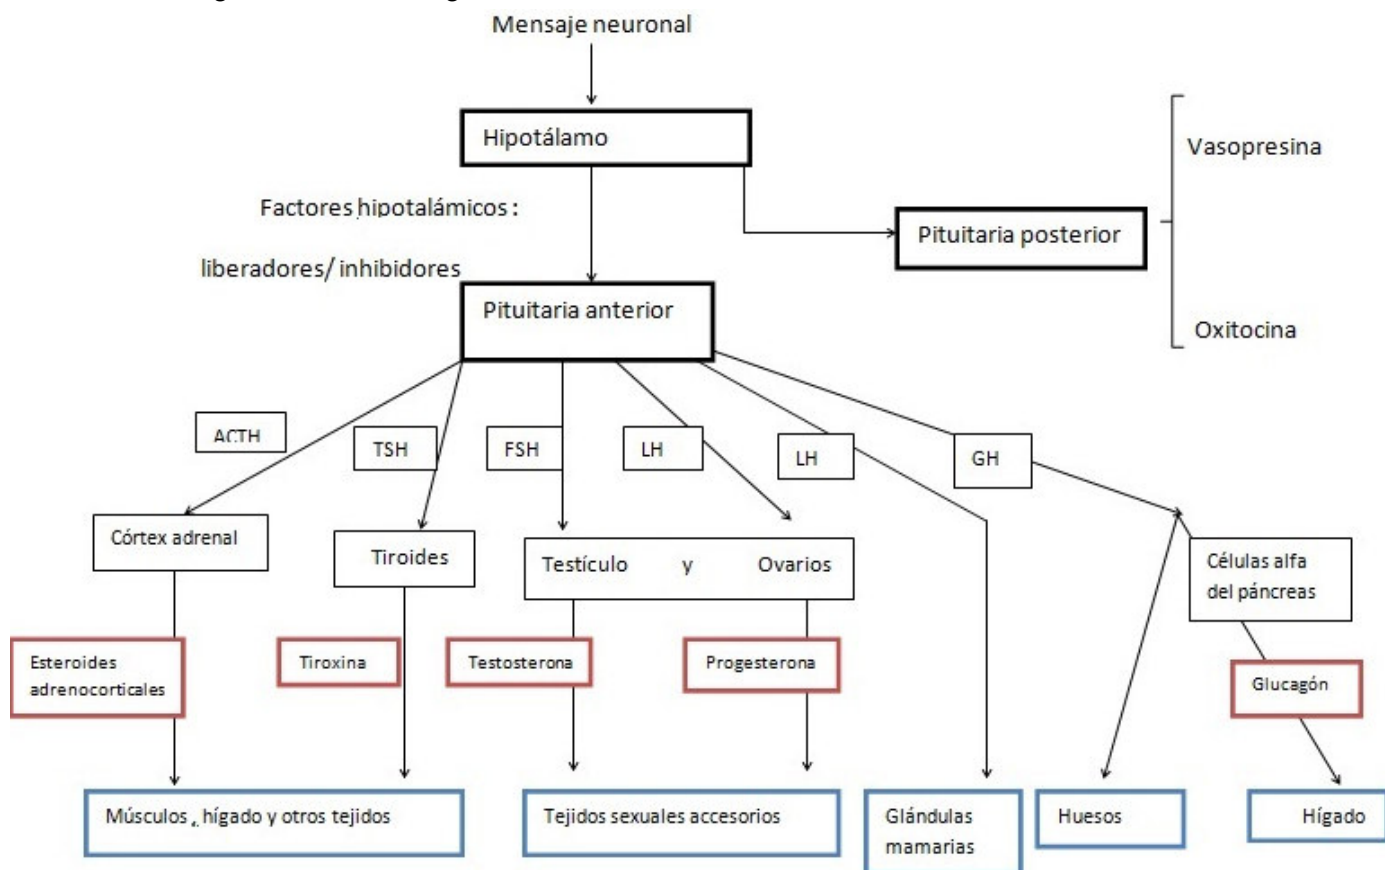 Mensaje neuronal
Hipotálamo
Vasopresina
Factores hipotalámicos :
Pituitaria posterior
liberadores/ inhibidores
Pituitaria anterior
Oxitocina
ACTH
TSH
FSH
LH
LH
GH
Córtex adrenal
Tiroides
Testículo y Ovarios
Células alfa
del páncreas
Esteroides
adrenocorticales
Tiroxina
Testosterona
Progesterona
Glucagón
Músculos , hígado y otros tejidos
Tejidos sexuales accesorios
Glándulas
mamarias
Huesos
Hígado